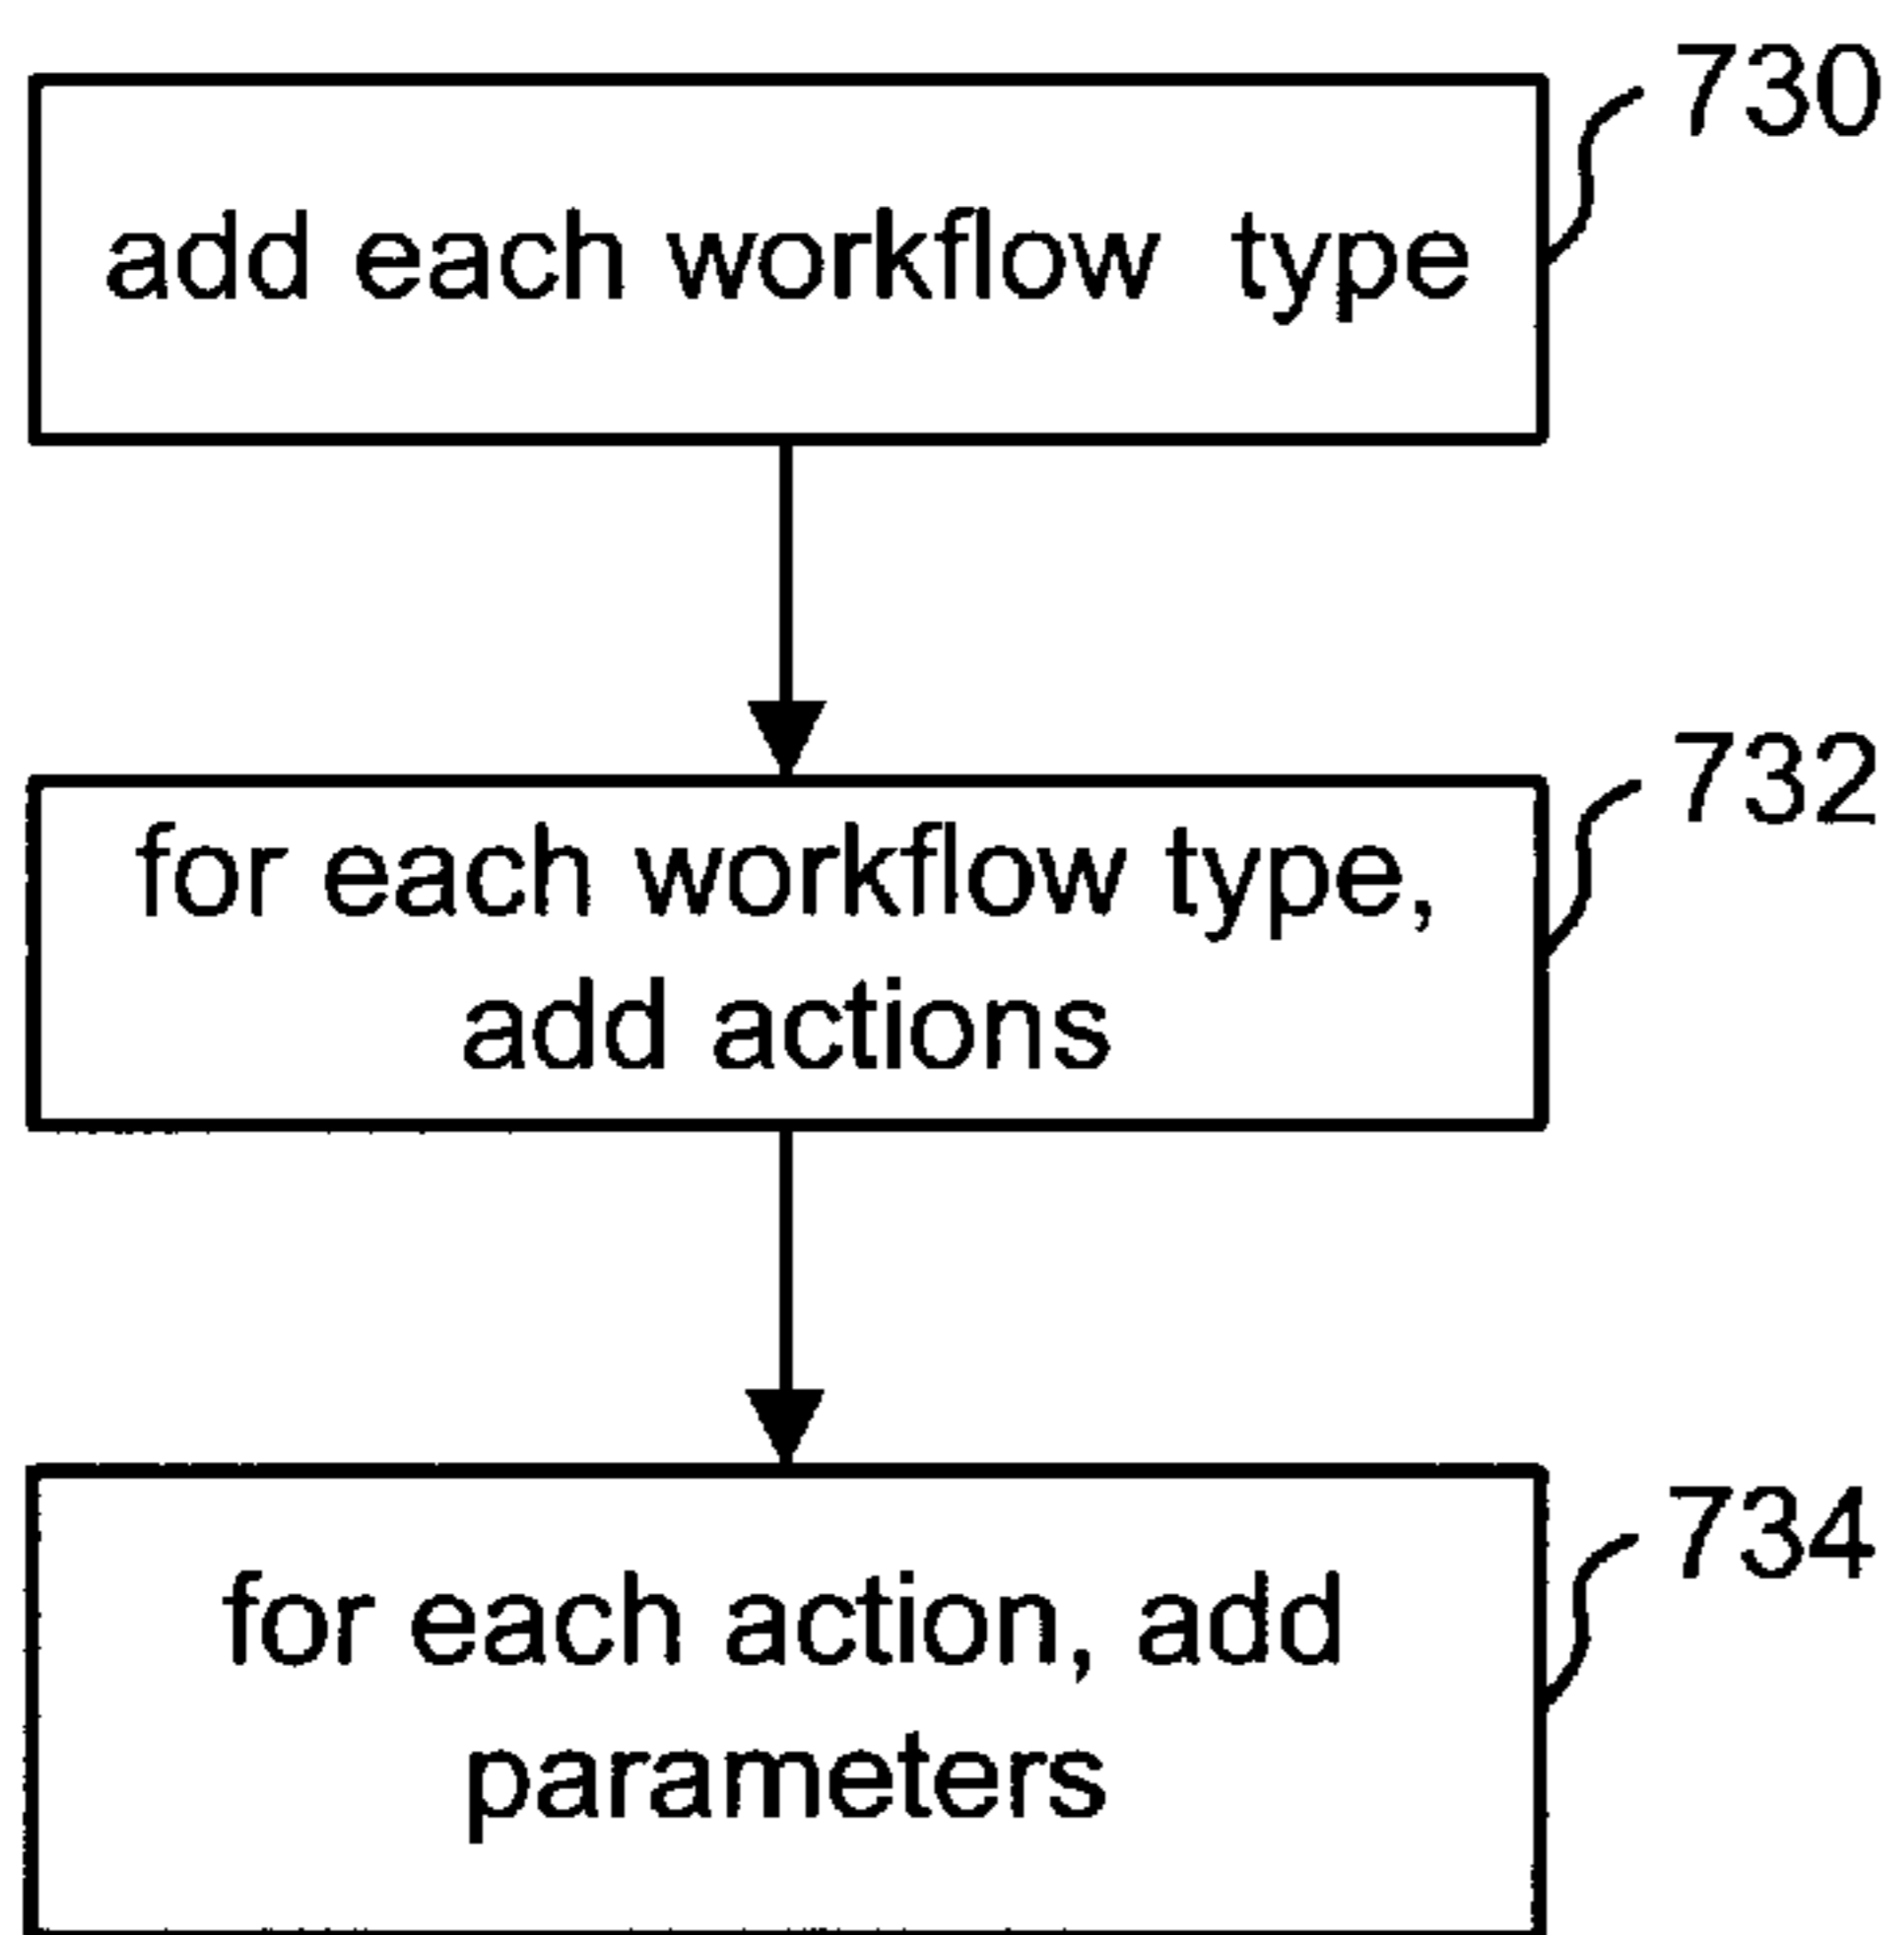 730
add each workflow type
732
for each workflow type,
add actions
734
for each action, add
parameters